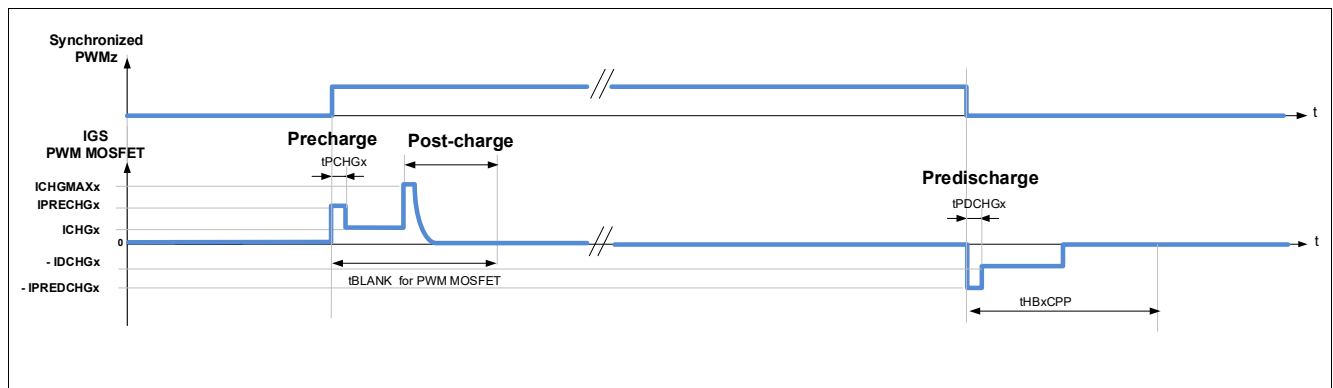 Synchronized
PWMz
t
IGS
PWM MOSFET
Precharge
tPCHGx
Post-charge
Predischarge
tPDCHGx
ICHGMAXx
IPRECHGx
ICHGx
0
t
- IDCHGx
- IPREDCHGx
tBLANK for PWM MOSFET
tHBxCPP